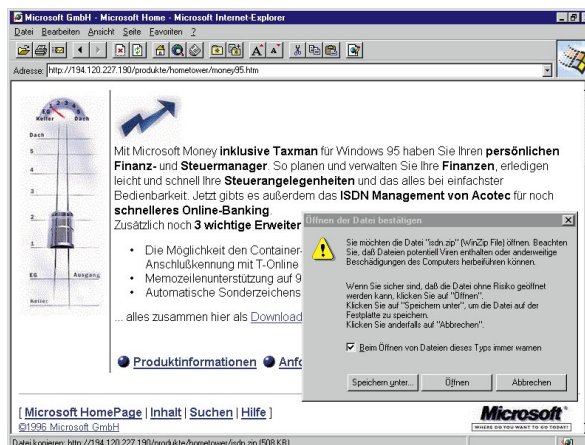 Microsoft GmbH - Microsoft Home - Microsoft Internet-Explorer
Datei Bearbeiten Ansicht Seite Favoriten ?
Adresse: http://194.120.227.190/produkte/hometower/money95.htm
EG 1 2 3 4
Keller Dach
Dach
5
4
3
2
1
EG Ausgang
Keller
Mit Microsoft Money inklusive Taxman für Windows 95 haben Sie Ihren persönlichen
Finanz- und Steuermanager. So planen und verwalten Sie Ihre Finanzen, erledigen
leicht und schnell Ihre Steuerangelegenheiten und das alles bei einfachster
Bedienbarkeit. Jetzt gibt es außerdem das ISDN Management von Acotec für noch
schnelleres Online-Banking.
Zusätzlich noch 3 wichtige Erweiter
• Die Möglichkeit den Container-
Anschlußkennung mit T-Online
• Memozeilenunterstützung auf 9
• Automatische Sonderzeichens
... alles zusammen hier als Download
Produktinformationen Anfo
[ Microsoft HomePage | Inhalt | Suchen | Hilfe ]
©1996 Microsoft GmbH
Öffnen der Datei bestätigen
Sie möchten die Datei "isdn.zip" (WinZip File) öffnen. Beachten
Sie, daß Dateien potentiell Viren enthalten oder anderweitige
Beschädigungen des Computers herbeiführen können.
Wenn Sie sicher sind, daß die Datei ohne Risiko geöffnet
werden kann, klicken Sie auf "Öffnen".
Klicken Sie auf "Speichern unter", um die Datei auf der
Festplatte zu speichern.
Klicken Sie anderfalls auf "Abbrechen".
Beim Öffnen von Dateien dieses Typs immer warnen
Speichern unter... Öffnen Abbrechen
Microsoft
WHERE DO YOU WANT TO GO TODAY?
Datei kopieren: http://194.120.227.190/produkte/hometower/isdn.zip (508 KB)